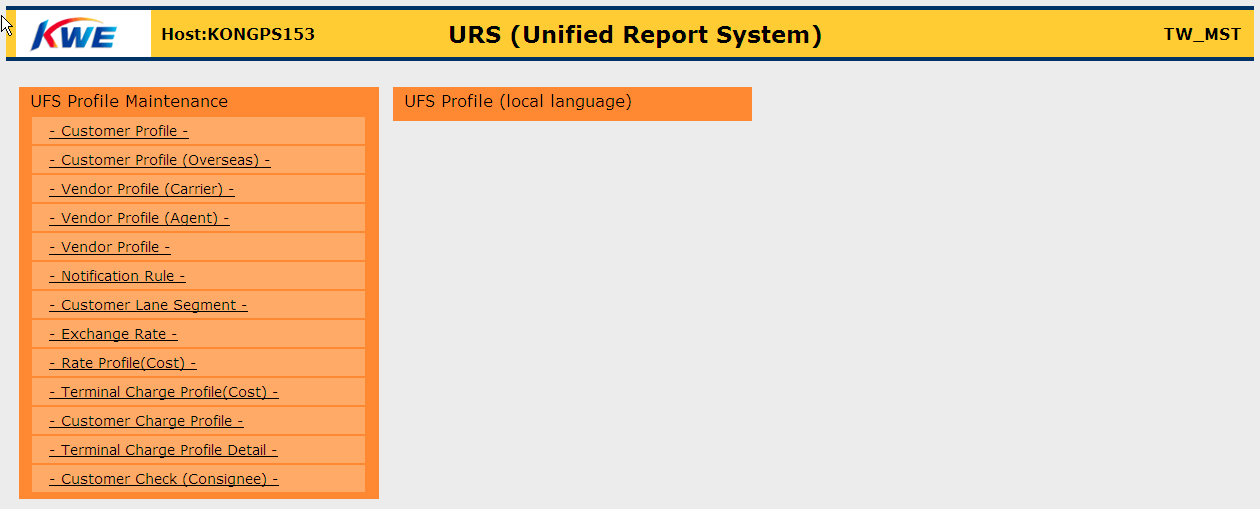 KWE
Host:KONGPS153
URS (Unified Report System)
TW_MST
UFS Profile Maintenance
- Customer Profile -
- Customer Profile (Overseas) -
- Vendor Profile (Carrier) -
- Vendor Profile (Agent) -
- Vendor Profile -
- Notification Rule -
- Customer Lane Segment -
- Exchange Rate -
- Rate Profile(Cost) -
- Terminal Charge Profile(Cost) -
- Customer Charge Profile -
- Terminal Charge Profile Detail -
- Customer Check (Consignee) -
UFS Profile (local language)